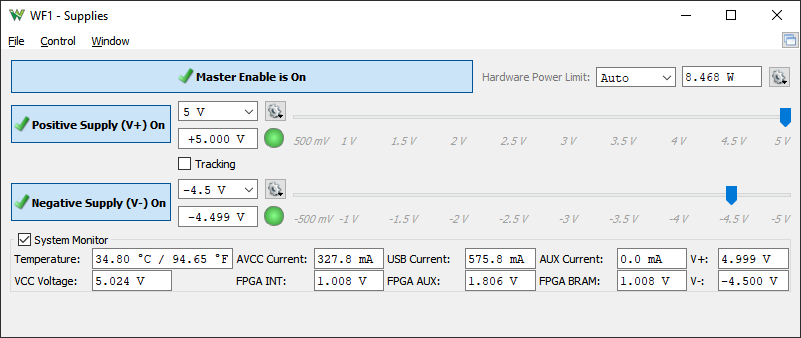 WF1 - Supplies
File Control Window
Master Enable is On Hardware Power Limit: Auto 8.468 W
Positive Supply (V+) On 5 V
+5.000 V 500 mV 1 V 1.5 V 2 V 2.5 V 3 V 3.5 V 4 V 4.5 V 5 V
Tracking
Negative Supply (V-) On -4.5 V
-4.499 V -500 mV -1 V -1.5 V -2 V -2.5 V -3 V -3.5 V -4 V -4.5 V -5 V
System Monitor
Temperature: 34.80 °C / 94.65 °F AVCC Current: 327.8 mA USB Current: 575.8 mA AUX Current: 0.0 mA V+: 4.999 V
VCC Voltage: 5.024 V FPGA INT: 1.008 V FPGA AUX: 1.806 V FPGA BRAM: 1.008 V V-: -4.500 V